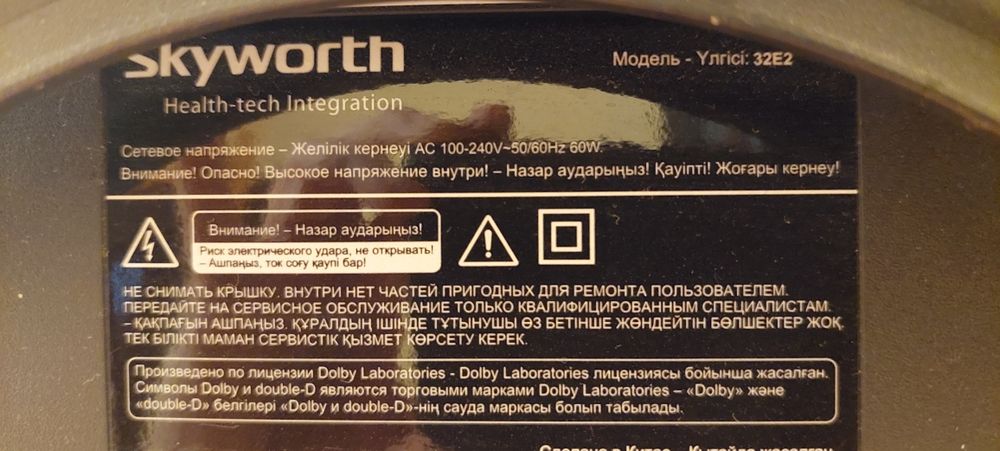 Skyworth
Health-tech Integration
Модель - Үлгісі: 32E2
Сетевое напряжение – Желілік кернеуі AC 100-240V~50/60Hz 60W.
Внимание! Опасно! Высокое напряжение внутри! – Назар аударыңыз! Қауіпті! Жоғары кернеу!
Внимание! – Назар аударыңыз!
Риск электрического удара, не открывать!
– Ашпаңыз, ток соғу қаупі бар!
НЕ СНИМАТЬ КРЫШКУ. ВНУТРИ НЕТ ЧАСТЕЙ ПРИГОДНЫХ ДЛЯ РЕМОНТА ПОЛЬЗОВАТЕЛЕМ.
ПЕРЕДАЙТЕ НА СЕРВИСНОЕ ОБСЛУЖИВАНИЕ ТОЛЬКО КВАЛИФИЦИРОВАННЫМ СПЕЦИАЛИСТАМ.
– ҚАҚПАҒЫН АШПАҢЫЗ. ҚҰРАЛДЫҢ ІШІНДЕ ТҰТЫНУШЫ ӨЗ БЕТІНШЕ ЖӨНДЕЙТІН БӨЛШЕКТЕР ЖОҚ.
ТЕК БІЛІКТІ МАМАН СЕРВИСТІК ҚЫЗМЕТ КӨРСЕТУ КЕРЕК.
Произведено по лицензии Dolby Laboratories - Dolby Laboratories лицензиясы бойынша жасалған.
Символы Dolby и double-D являются торговыми марками Dolby Laboratories – «Dolby» және
«double-D» белгілері «Dolby и double-D»-нің сауда маркасы болып табылады.
Сделано в Китае – Қытайда жасалған